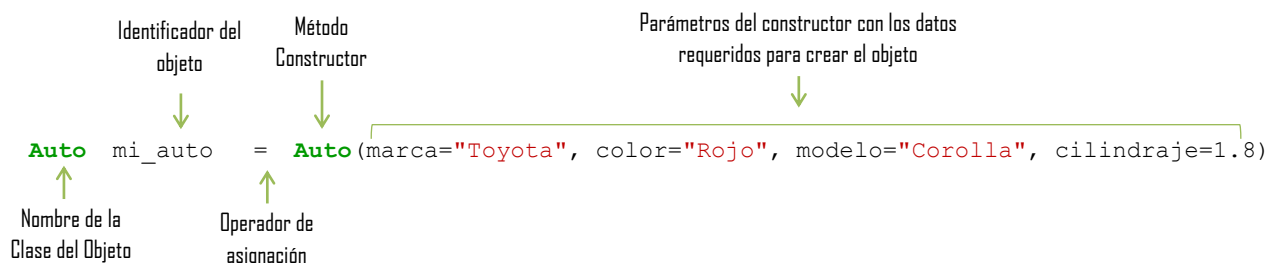 Identificador del
objeto
Método
Constructor
Parámetros del constructor con los datos
requeridos para crear el objeto
Auto mi_auto = Auto(marca="Toyota", color="Rojo", modelo="Corolla", cilindraje=1.8)
Nombre de la
Clase del Objeto
Operador de
asignación